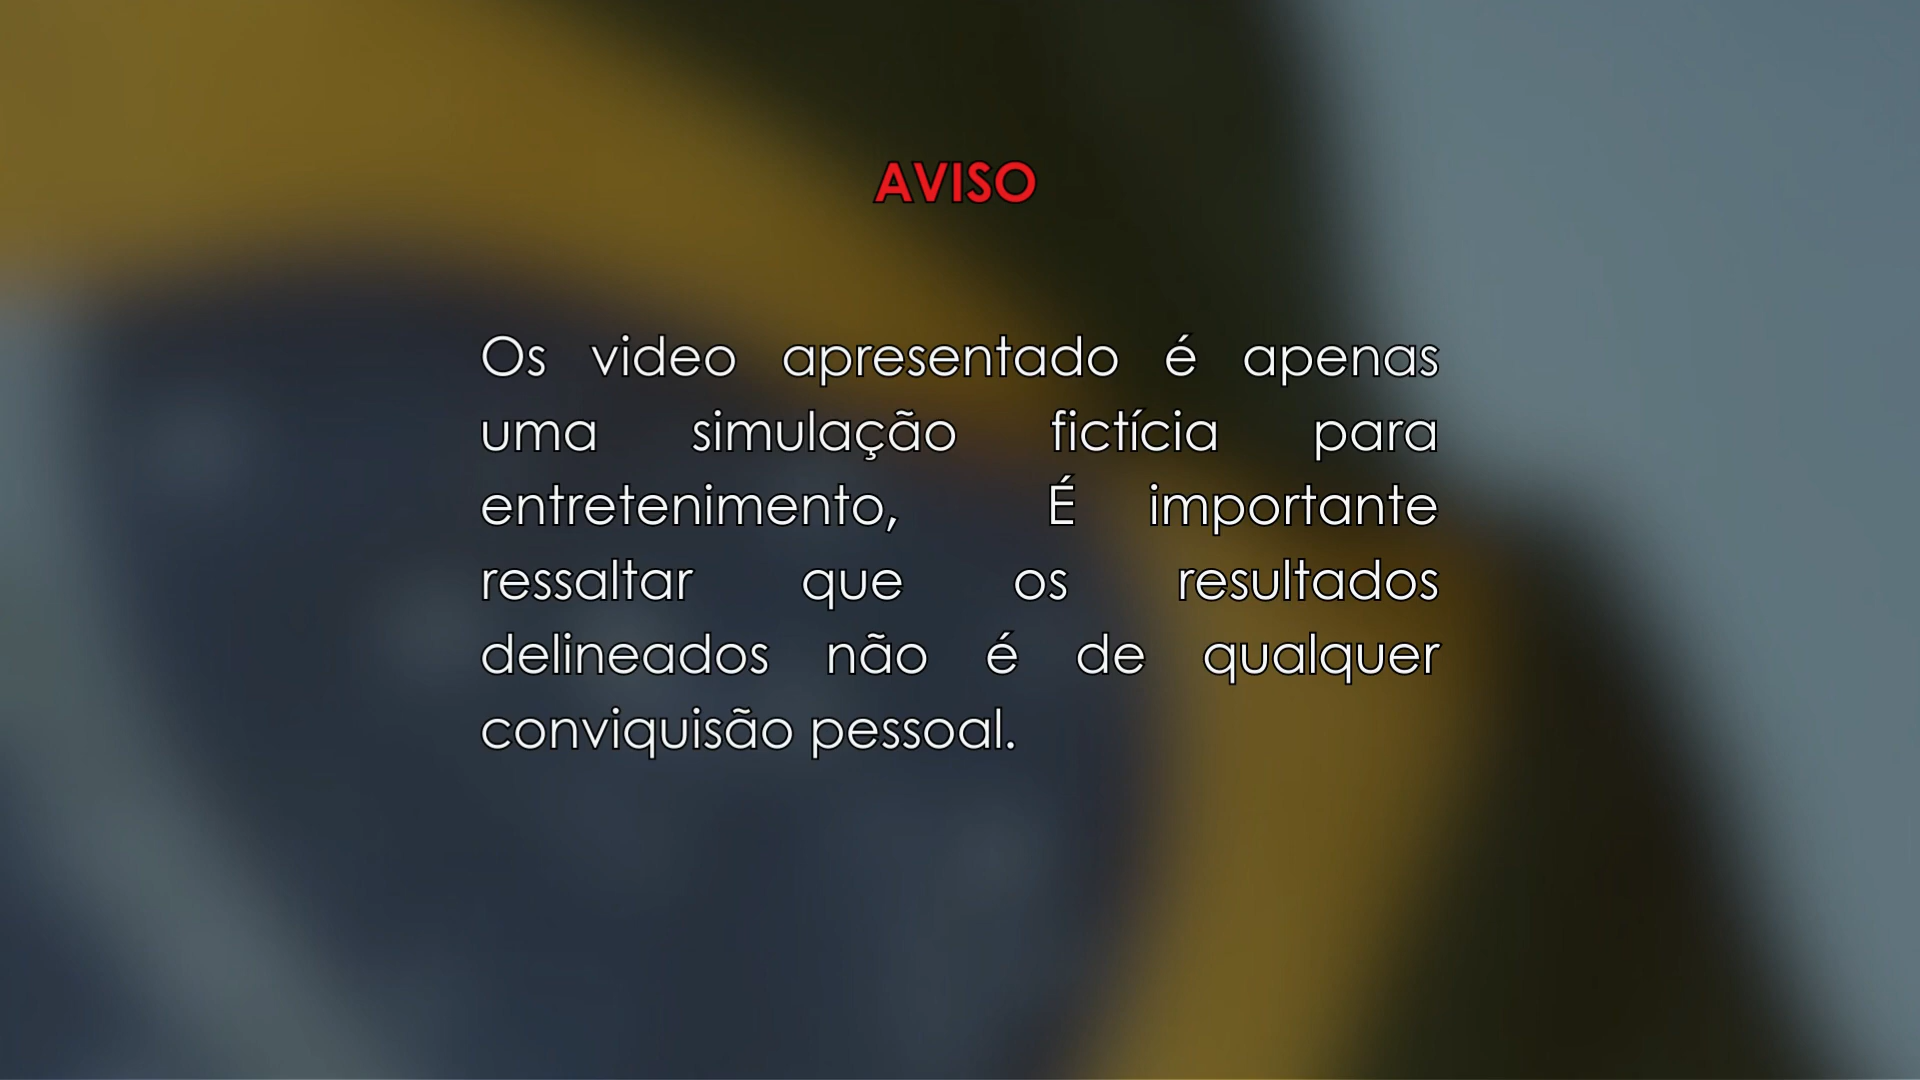 AVISO
Os video apresentado é apenas
uma simulação fictícia para
entretenimento, É importante
ressaltar que os resultados
delineados não é de qualquer
conviquisão pessoal.